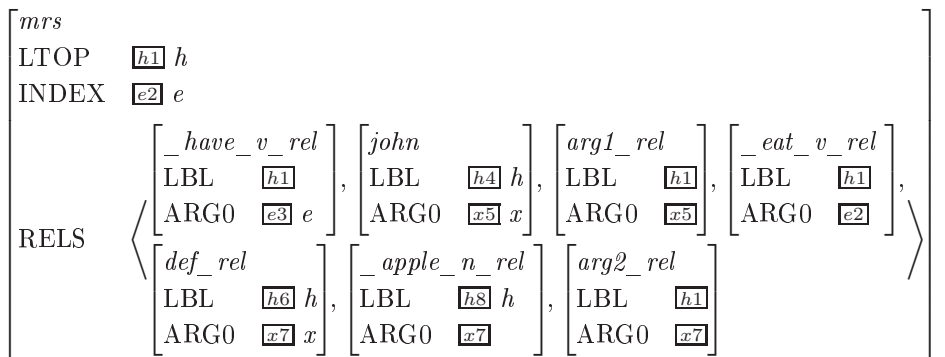 mrs
LTOP h1 h
INDEX e2 e
RELS
_have_v_rel , john , arg1_rel , _eat_v_rel ,
LBL h1 LBL h4 h LBL h1 LBL h1
ARG0 e3 e ARG0 x5 x ARG0 x5 ARG0 e2
def_rel , _apple_n_rel , arg2_rel
LBL h6 h LBL h8 h LBL h1
ARG0 x7 x ARG0 x7 ARG0 x7